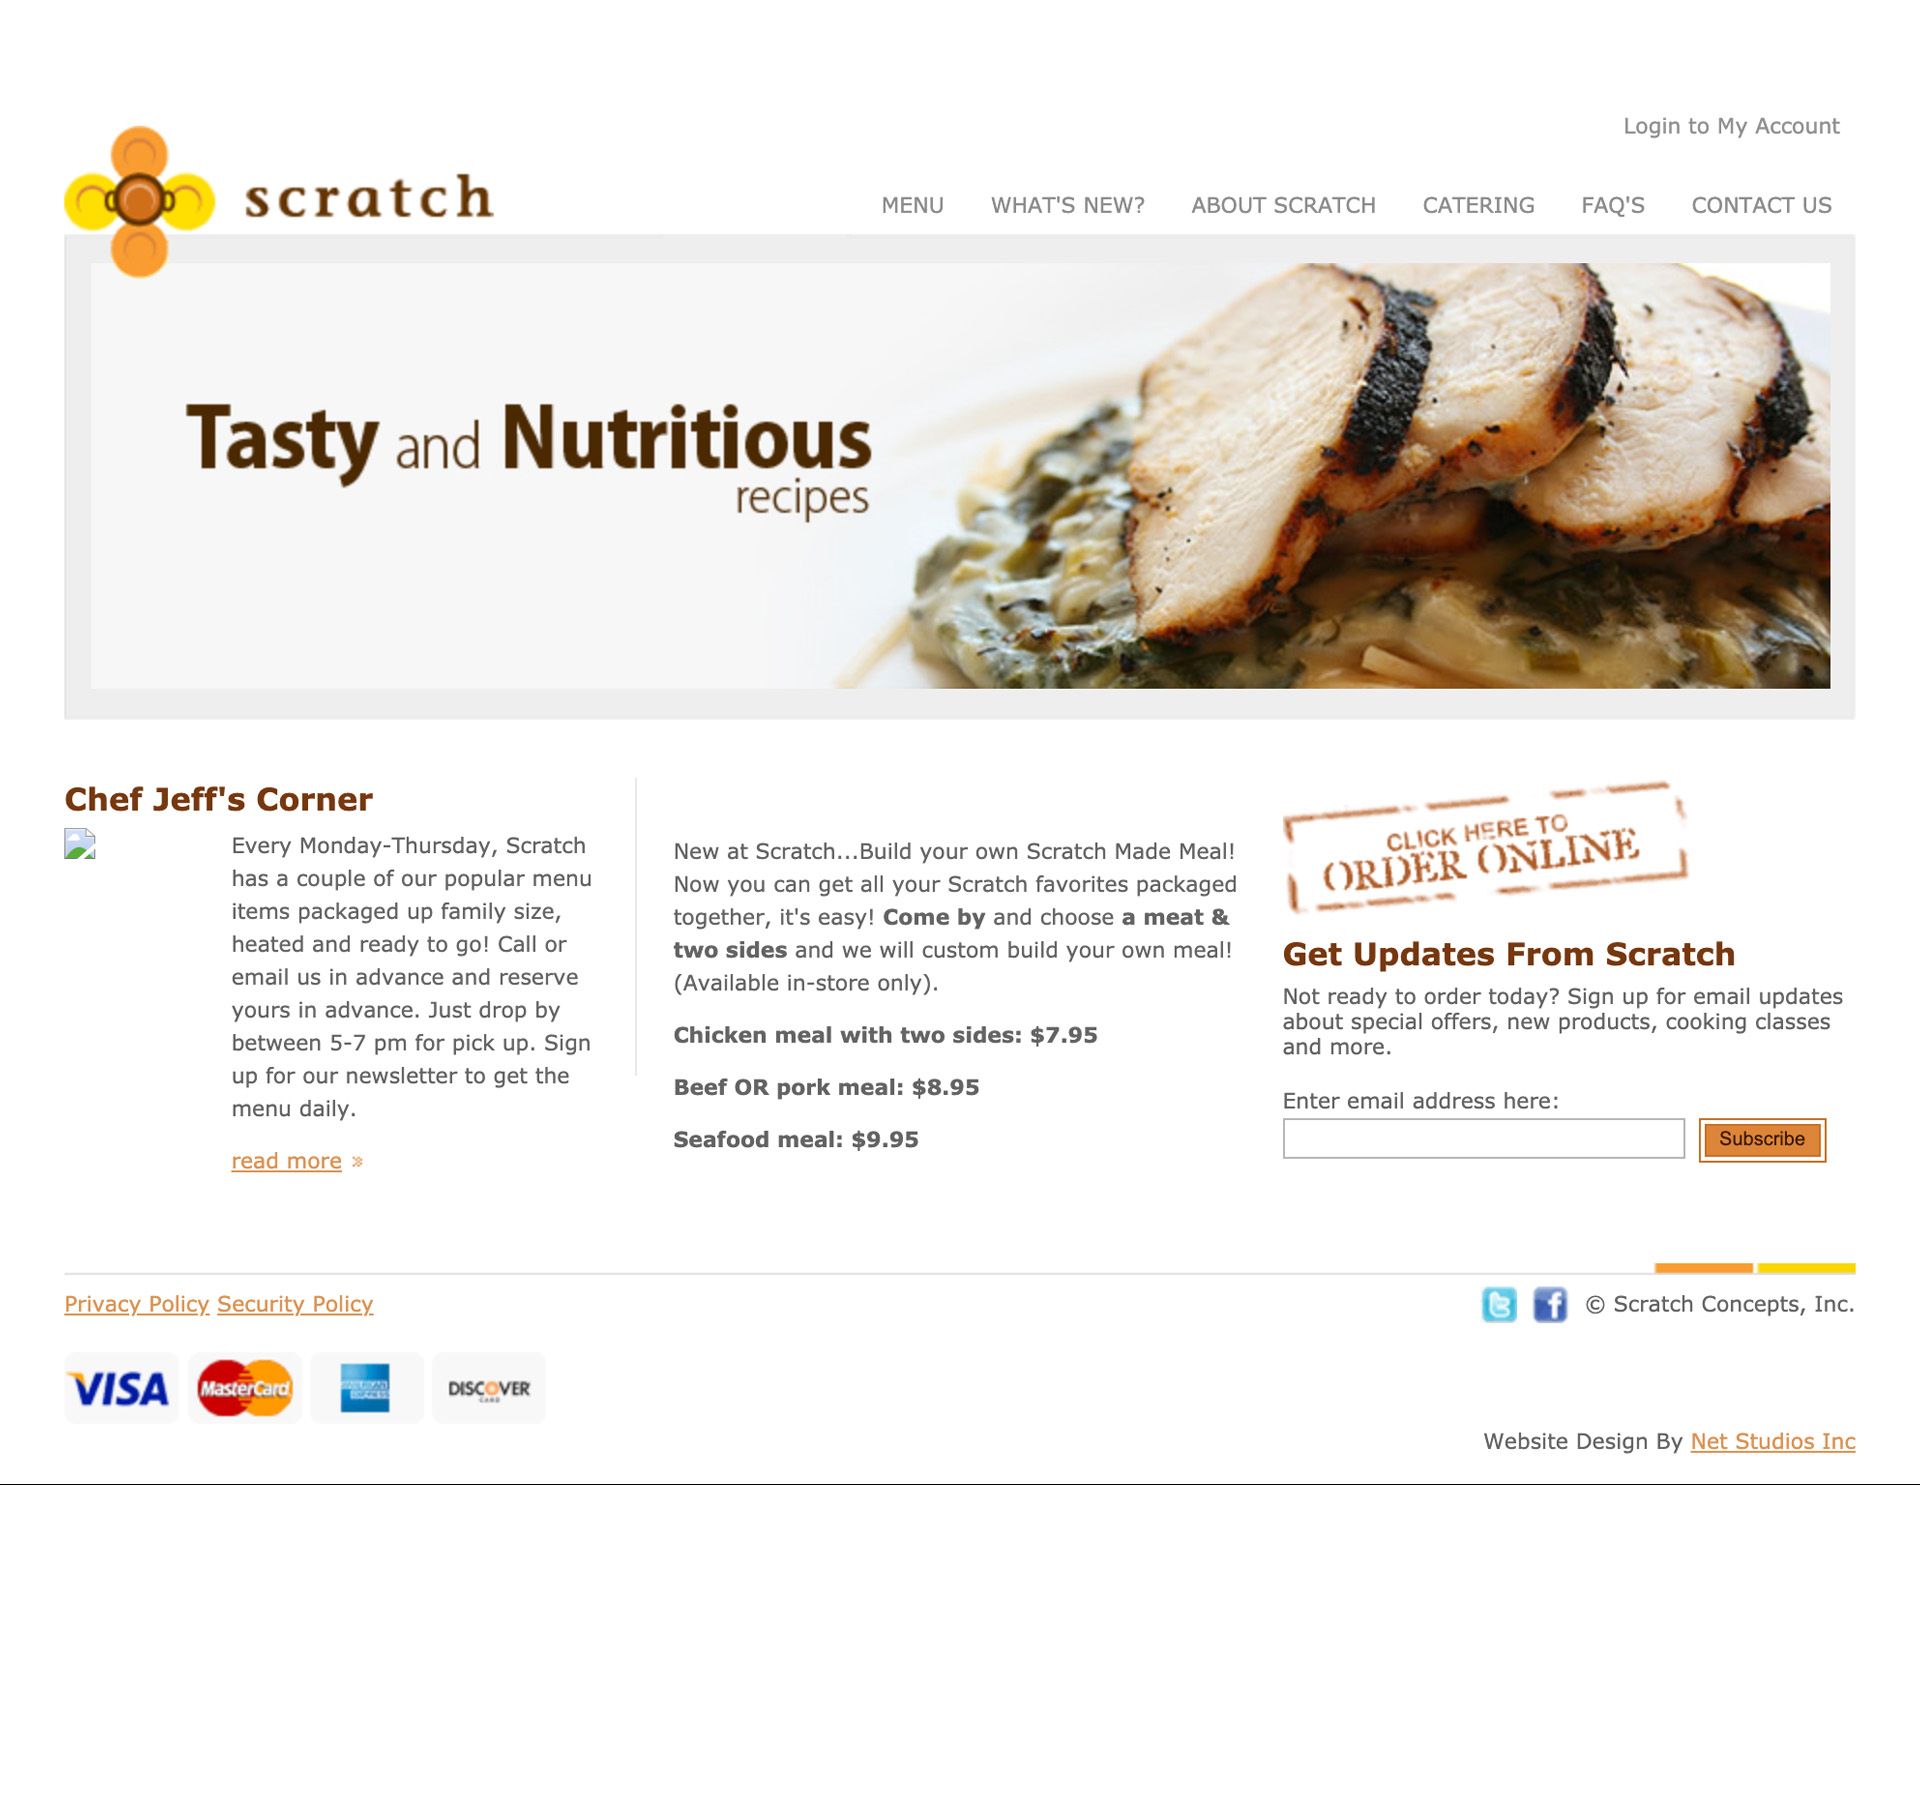 Login to My Account
scratch
MENU WHAT'S NEW? ABOUT SCRATCH CATERING FAQ'S CONTACT US
Tasty and Nutritious
recipes
Chef Jeff's Corner
Every Monday-Thursday, Scratch
has a couple of our popular menu
items packaged up family size,
heated and ready to go! Call or
email us in advance and reserve
yours in advance. Just drop by
between 5-7 pm for pick up. Sign
up for our newsletter to get the
menu daily.
read more
New at Scratch...Build your own Scratch Made Meal!
Now you can get all your Scratch favorites packaged
together, it's easy! Come by and choose a meat &
two sides and we will custom build your own meal!
(Available in-store only).
Chicken meal with two sides: $7.95
Beef OR pork meal: $8.95
Seafood meal: $9.95
CLICK HERE TO
ORDER ONLINE
Get Updates From Scratch
Not ready to order today? Sign up for email updates
about special offers, new products, cooking classes
and more.
Enter email address here:
Subscribe
Privacy Policy Security Policy
© Scratch Concepts, Inc.
VISA MasterCard AMERICAN EXPRESS DISCOVER CARD
Website Design By Net Studios Inc